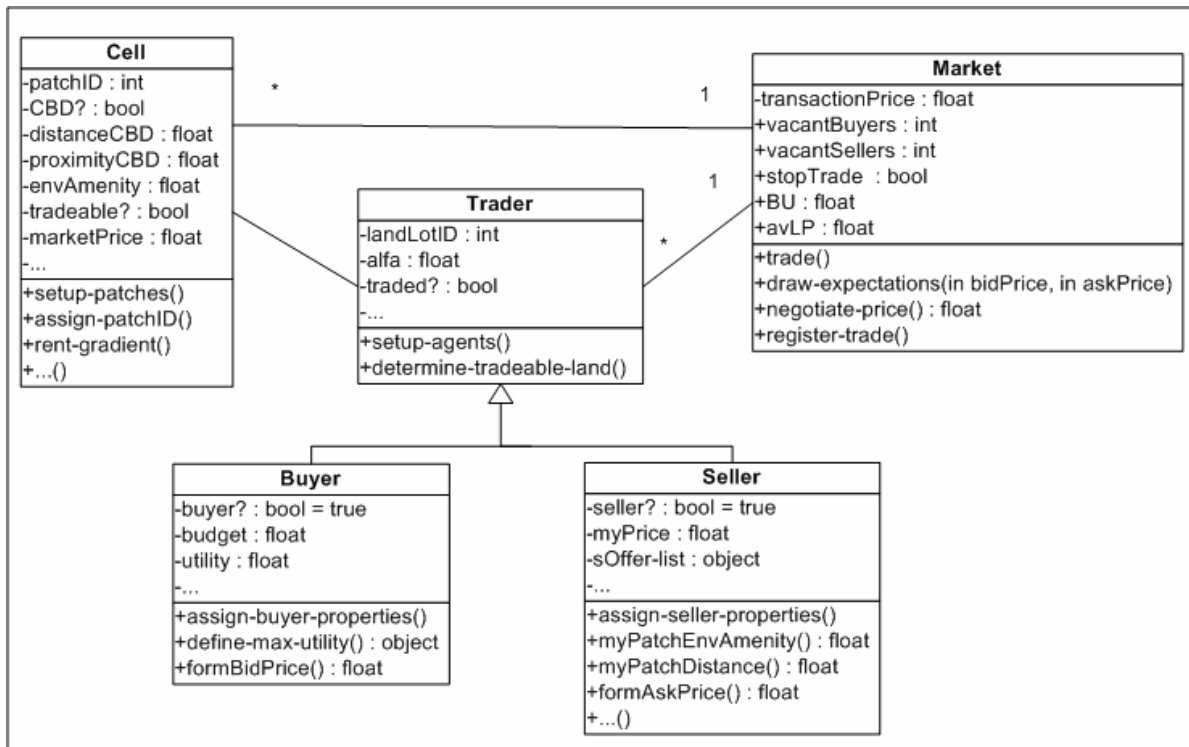 Cell
-patchID : int
-CBD? : bool
-distanceCBD : float
-proximityCBD : float
-envAmenity : float
-tradeable? : bool
-marketPrice : float
-...
+setup-patches()
+assign-patchID()
+rent-gradient()
+...()
*
1
Market
-transactionPrice : float
+vacantBuyers : int
+vacantSellers : int
+stopTrade : bool
+BU : float
+avLP : float
+trade()
+draw-expectations(in bidPrice, in askPrice)
+negotiate-price() : float
+register-trade()
1
*
Trader
-landLotID : int
-alfa : float
-traded? : bool
-...
+setup-agents()
+determine-tradeable-land()
Buyer
-buyer? : bool = true
-budget : float
-utility : float
-...
+assign-buyer-properties()
+define-max-utility() : object
+formBidPrice() : float
Seller
-seller? : bool = true
-myPrice : float
-sOffer-list : object
-...
+assign-seller-properties()
+myPatchEnvAmenity() : float
+myPatchDistance() : float
+formAskPrice() : float
+...()